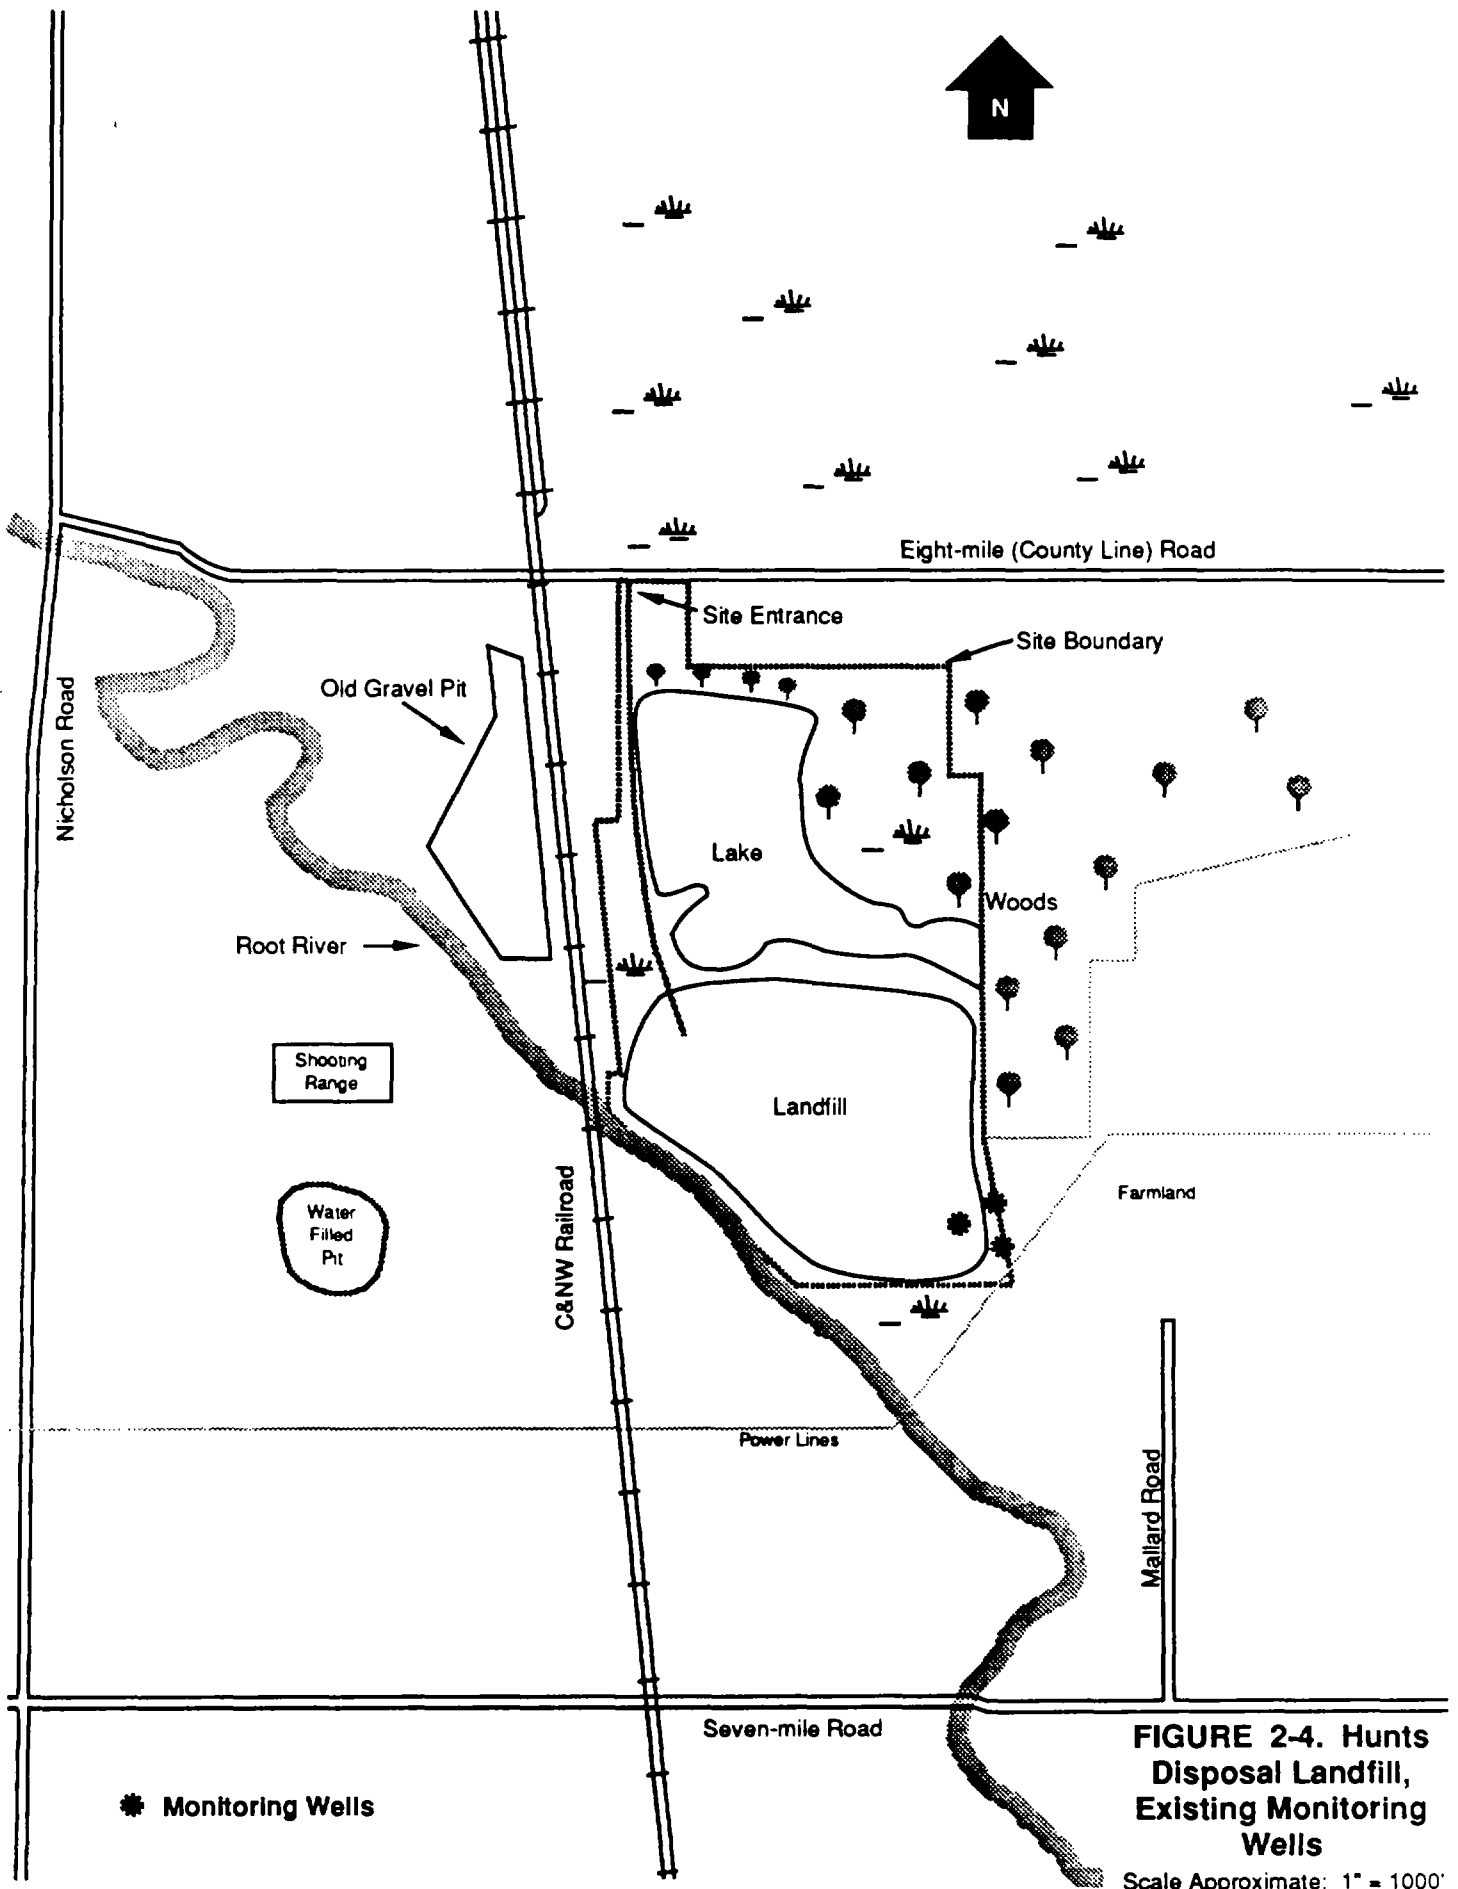 N
Eight-mile (County Line) Road
Site Entrance
Site Boundary
Old Gravel Pit
Nicholson Road
Lake
Woods
Root River
Shooting
Range
Landfill
C&NW Railroad
Farmland
Water
Filled
Pit
Power Lines
Mallard Road
Seven-mile Road
FIGURE 2-4. Hunts
Disposal Landfill,
Existing Monitoring
Wells
Monitoring Wells
Scale Approximate: 1" = 1000'